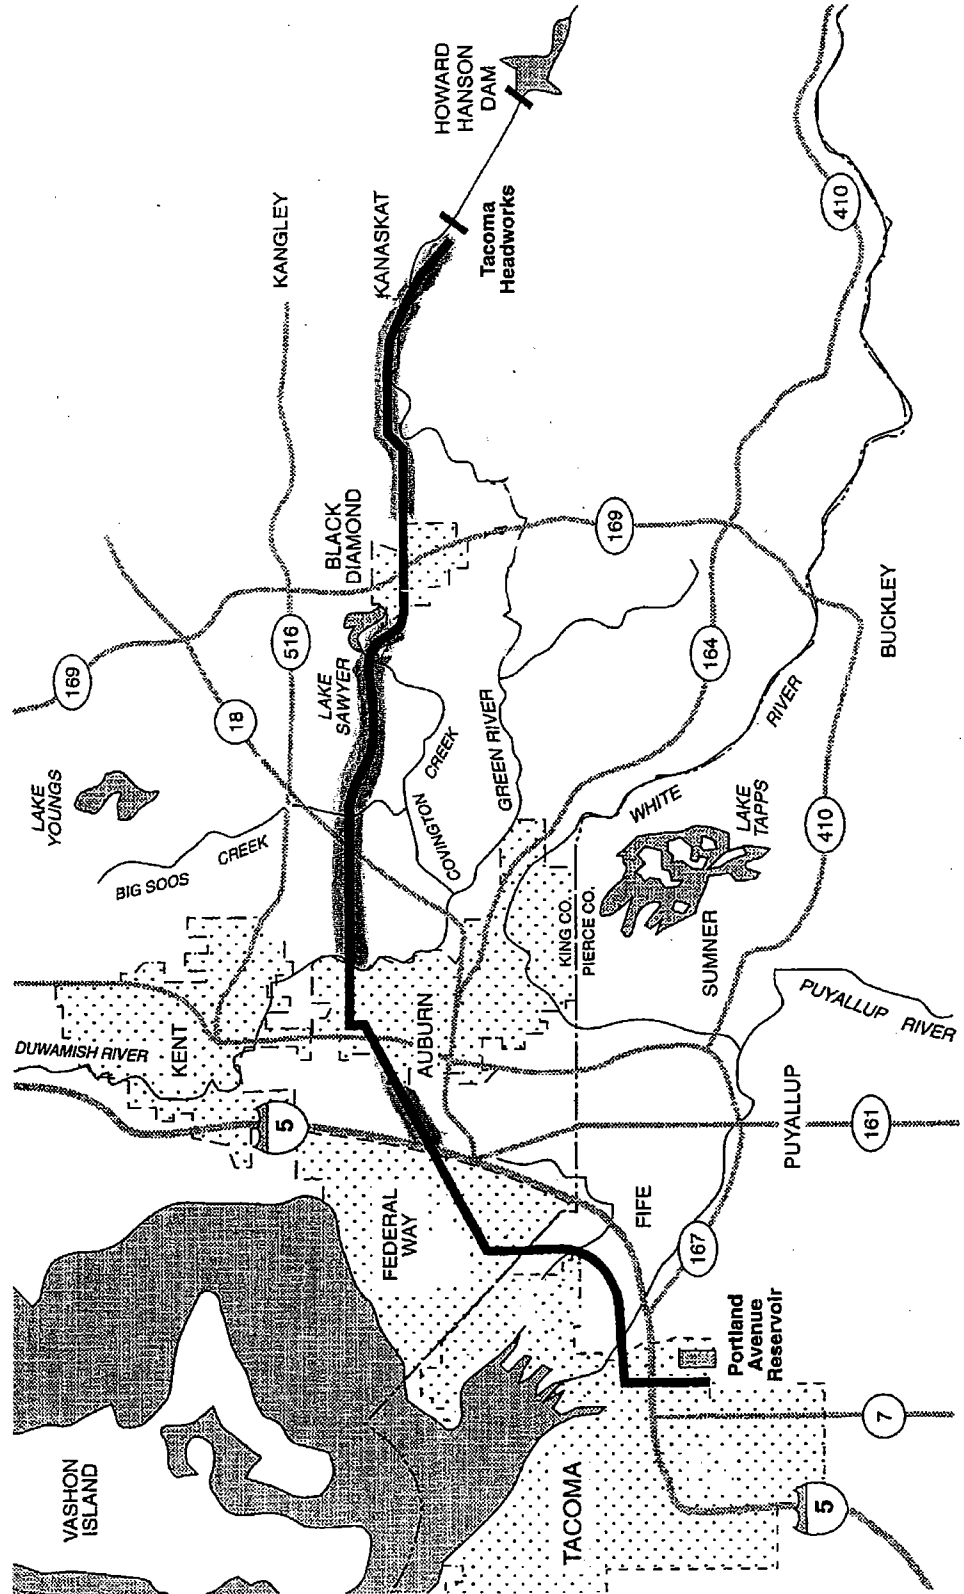 VASHON
ISLAND
TACOMA
7
5
Portland
Avenue
Reservoir
167
FIFE
FEDERAL
WAY
PUYALLUP
161
5
KENT
DUWAMISH RIVER
AUBURN
KING CO.
PIERCE CO.
SUMNER
PUYALLUP
RIVER
BIG SOOS
CREEK
LAKE
YOUNGS
COVINGTON
CREEK
GREEN RIVER
WHITE
RIVER
LAKE
TAPPS
410
18
169
516
LAKE
SAWYER
164
BUCKLEY
BLACK
DIAMOND
169
KANGLEY
KANASKAT
Tacoma
Headworks
410
HOWARD
HANSON
DAM